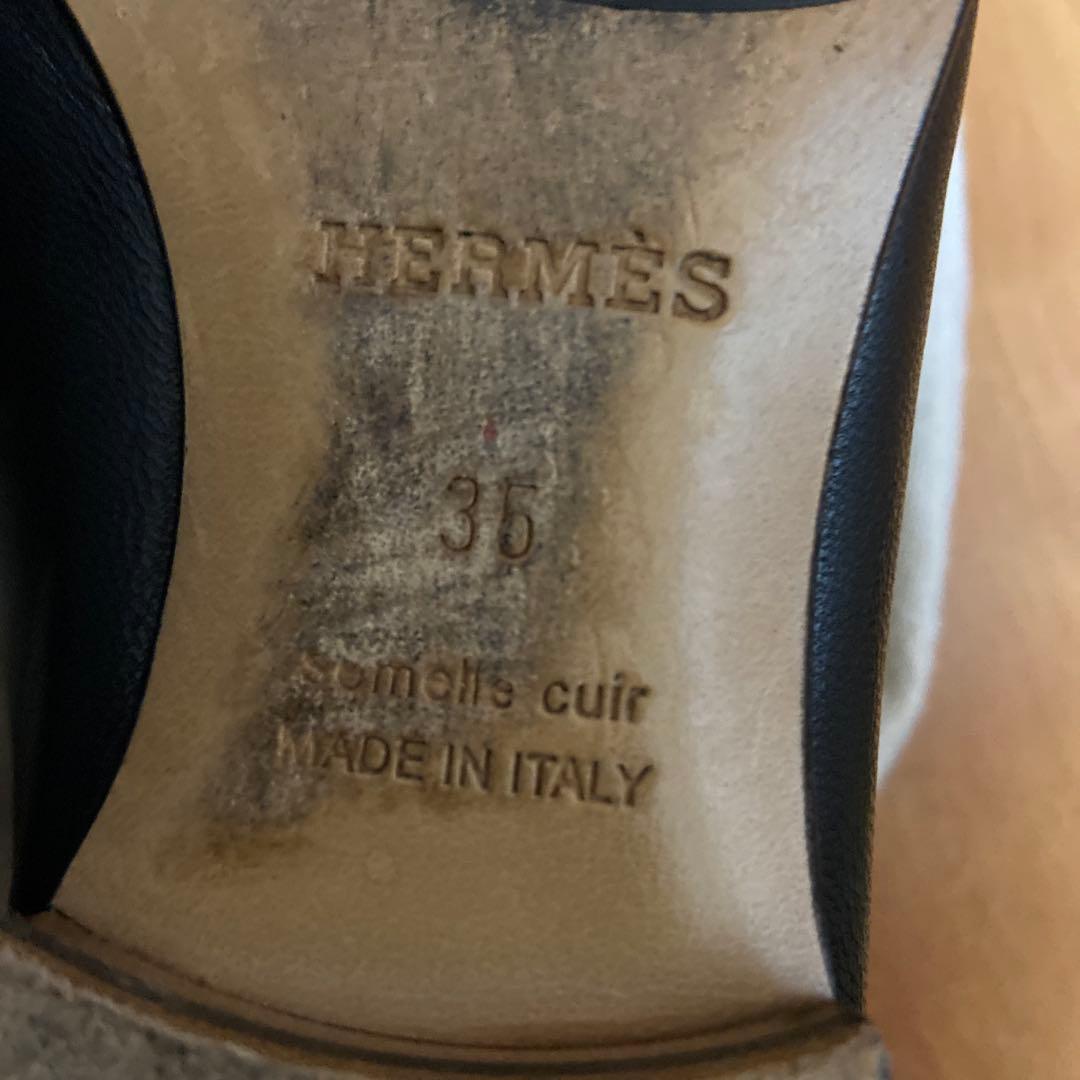 HERMÈS
35
semelle cuir
MADE IN ITALY